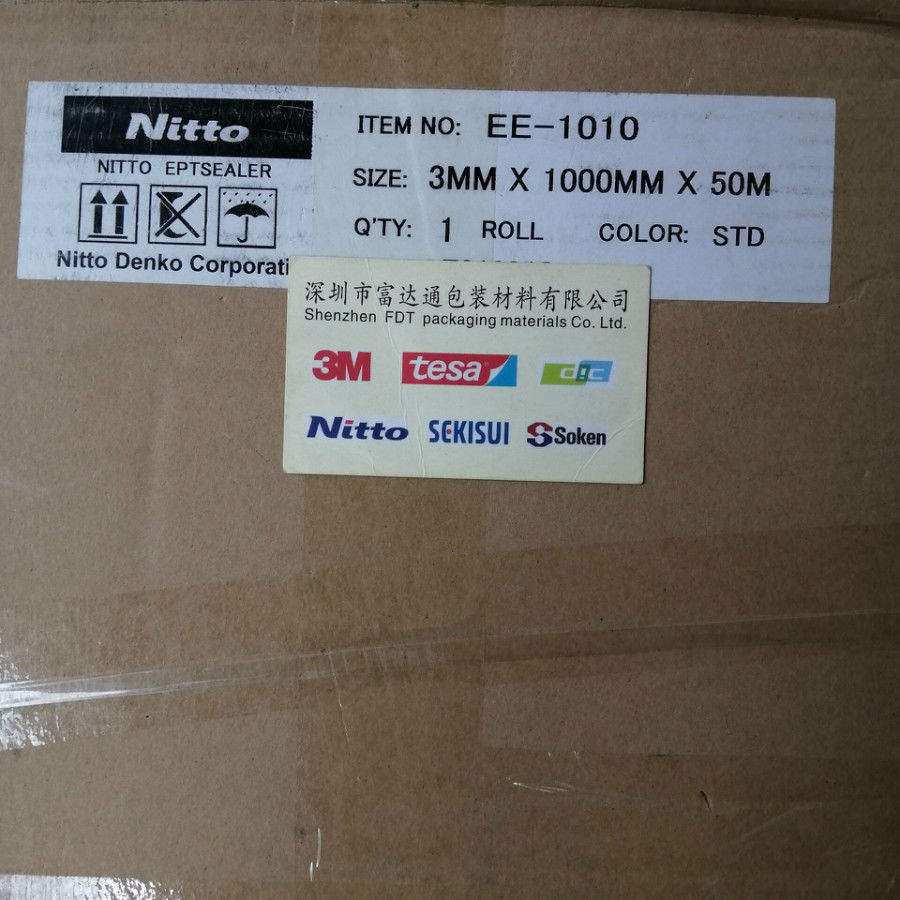 Nitto
NITTO EPTSEALER
Nitto Denko
ITEM NO: EE-1010
SIZE: 3MM X 1000MM X 50M
Q'TY: 1 ROLL COLOR: STD
深圳市富达通包装材料有限公司
Shenzhen FDT packaging materials Co. Ltd.
3M tesa dic
Nitto SEKISUI Soken